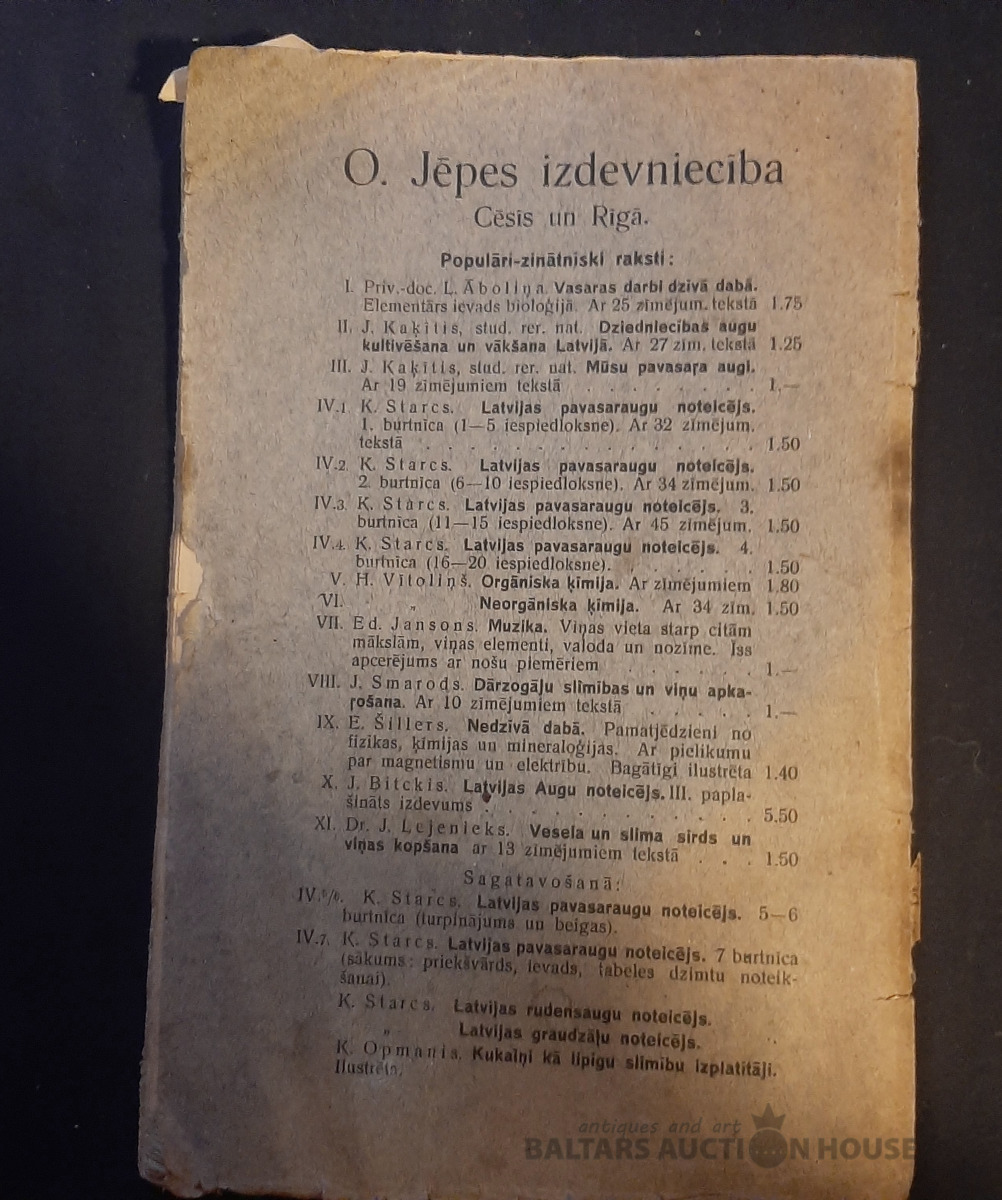 O. Jēpes izdevniecība
Cēsīs un Rīgā.
Populāri-zinātniski raksti:
I. Priv.-doc. L. Āboliņa. Vasaras darbi dzīvā dabā.
Elementārs ievads bioloģijā. Ar 25 zīmējum. tekstā 1.75
II. J. Kaķītis, stud. rer. nat. Dziedniecības augu
kultivēšana un vākšana Latvijā. Ar 27 zīm. tekstā 1.25
III. J. Kaķītis, stud. rer. nat. Mūsu pavasaŗa augi.
Ar 19 zīmējumiem tekstā . . . . . . . . 1.—
IV.1 K. Starcs. Latvijas pavasaraugu noteicējs.
1. burtnīca (1—5 iespiedloksne). Ar 32 zīmējum.
tekstā . . . . . . . . . . . . . . . . 1.50
IV.2. K. Starcs. Latvijas pavasaraugu noteicējs.
2. burtnīca (6—10 iespiedloksne). Ar 34 zīmējum. 1.50
IV.3. K. Starcs. Latvijas pavasaraugu noteicējs. 3.
burtnīca (11—15 iespiedloksne). Ar 45 zīmējum. 1.50
IV.4. K. Starcs. Latvijas pavasaraugu noteicējs. 4.
burtnīca (16—20 iespiedloksne). . . . . . . 1.50
V. H. Vītoliņš. Orgāniska ķīmija. Ar zīmējumiem 1.80
VI. „ Neorgāniska ķīmija. Ar 34 zīm. 1.50
VII. Ed. Jansons. Muzika. Viņas vieta starp citām
mākslām, viņas elementi, valoda un nozīme. Īss
apcerējums ar nošu piemēriem . . . . . . 1.—
VIII. J. Smarods. Dārzogāju slimības un viņu apka-
ŗošana. Ar 10 zīmējumiem tekstā . . . . . 1.—
IX. E. Šillers. Nedzīvā dabā. Pamatjēdzieni no
fizikas, ķīmijas un mineraloģijas. Ar pielikumu
par magnetismu un elektrību. Bagātīgi ilustrēta 1.40
X. J. Bickis. Latvijas Augu noteicējs. III. papla-
šināts izdevums . . . . . . . . . . . . 5.50
XI. Dr. J. Lejenieks. Vesela un slima sirds un
viņas kopšana ar 13 zīmējumiem tekstā . . . 1.50
Sagatavošanā:
IV.5/6. K. Starcs. Latvijas pavasaraugu noteicējs. 5—6
burtnīca (turpinājums un beigas).
IV.7. K. Starcs. Latvijas pavasaraugu noteicējs. 7 burtnīca
(sākums: priekšvārds, ievads, tabeles dzimtu noteik-
šanai).
K. Starcs. Latvijas rudensaugu noteicējs.
„ Latvijas graudzāļu noteicējs.
K. Opmanis. Kukaiņi kā lipīgu slimību izplatītāji.
Ilustrēta.
antiques and art
BALTARS AUCTION HOUSE